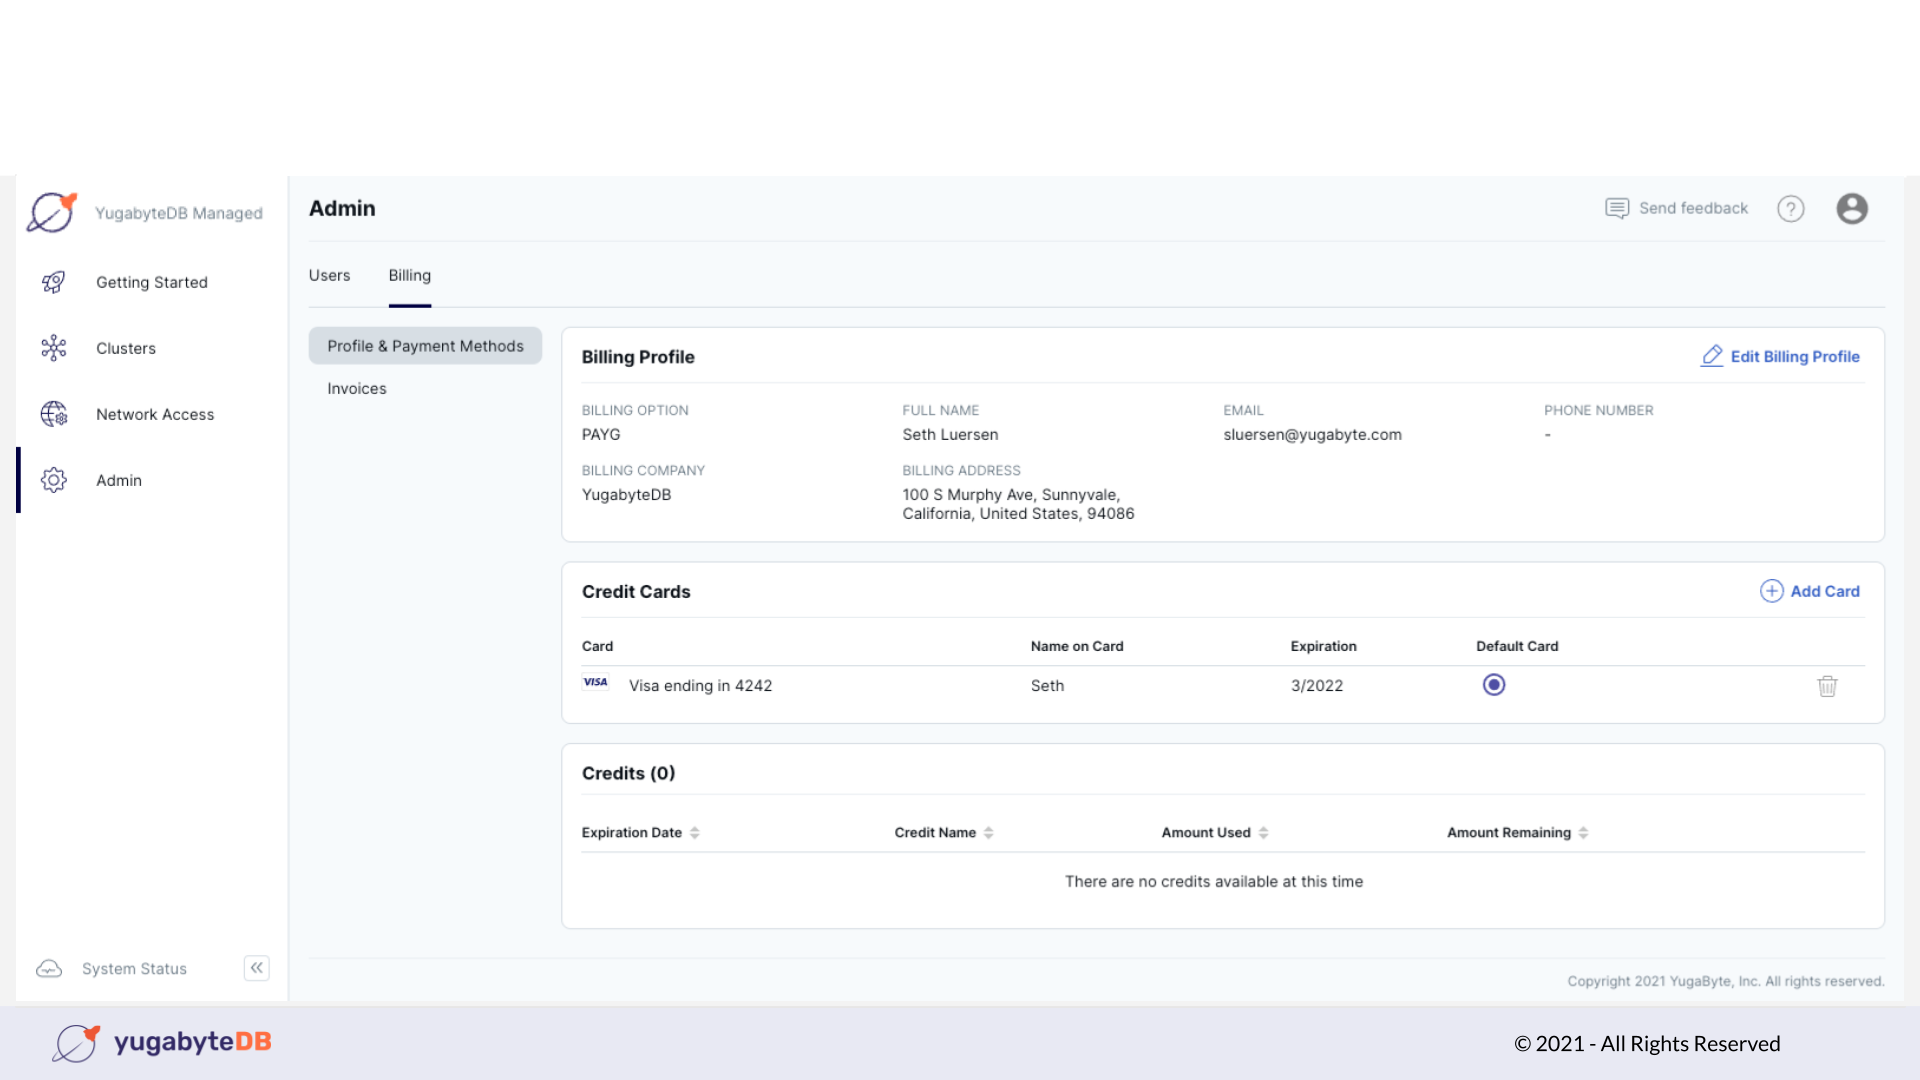 YugabyteDB Managed
Admin
Send feedback
?
Getting Started
Clusters
Network Access
Admin
Users
Billing
Profile & Payment Methods
Invoices
Billing Profile
Edit Billing Profile
BILLING OPTION
PAYG
FULL NAME
Seth Luersen
EMAIL
sluersen@yugabyte.com
PHONE NUMBER
-
BILLING COMPANY
YugabyteDB
BILLING ADDRESS
100 S Murphy Ave, Sunnyvale,
California, United States, 94086
Credit Cards
Add Card
Card
Name on Card
Expiration
Default Card
VISA
Visa ending in 4242
Seth
3/2022
Credits (0)
Expiration Date
Credit Name
Amount Used
Amount Remaining
There are no credits available at this time
System Status
Copyright 2021 YugaByte, Inc. All rights reserved.
yugabyteDB
© 2021 - All Rights Reserved